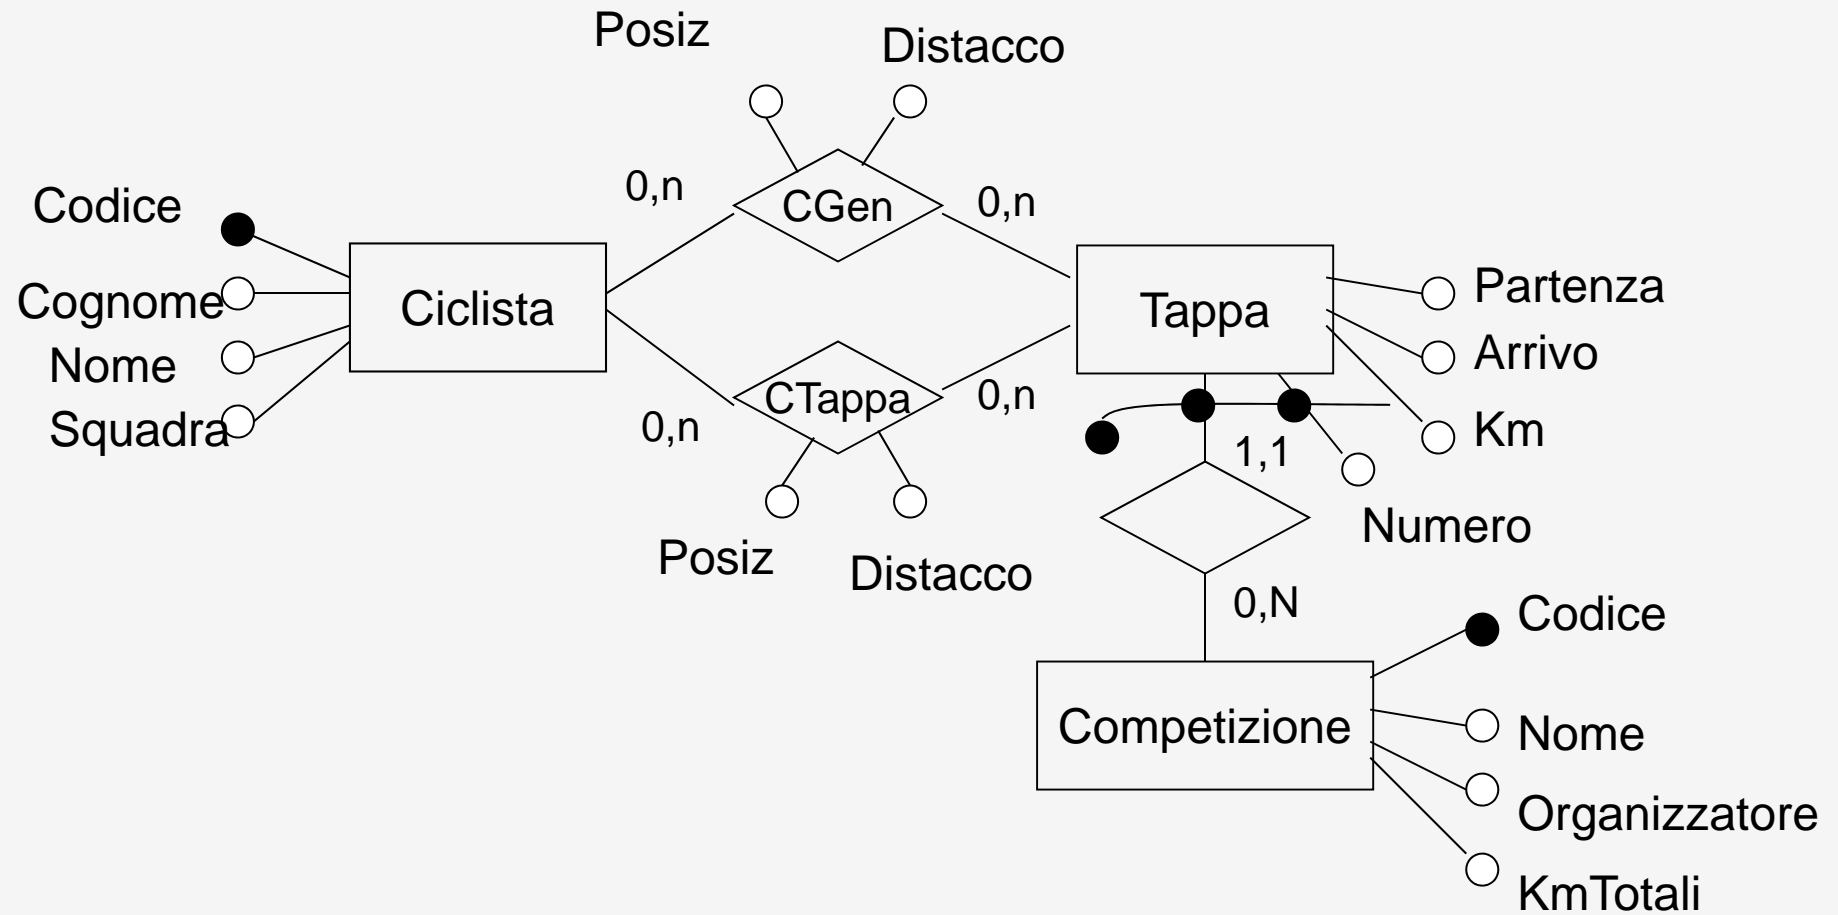 Posiz
Distacco
0,n
CGen
0,n
Codice
Cognome
Nome
Squadra
Ciclista
Tappa
Partenza
Arrivo
Km
0,n
CTappa
0,n
1,1
Numero
Posiz
Distacco
0,N
Competizione
Codice
Nome
Organizzatore
KmTotali